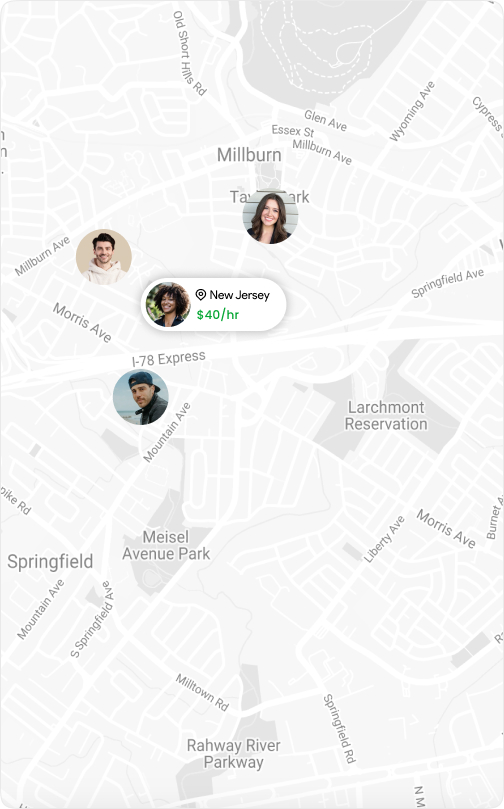 Old Short Hills Rd
Glen Ave
Wyoming Ave
Cypress
Essex St
Millburn Ave
Millburn
Millburn Ave
New Jersey
$40/hr
Springfield Ave
Morris Ave
I-78 Express
Larchmont
Reservation
Mountain Ave
pike Rd
Morris Ave
Burnet A
Liberty Ave
Meisel
Avenue Park
Springfield
Mountain Ave
S Springfield Ave
Milltown Rd
Springfield Rd
Rahway River
Parkway
N M